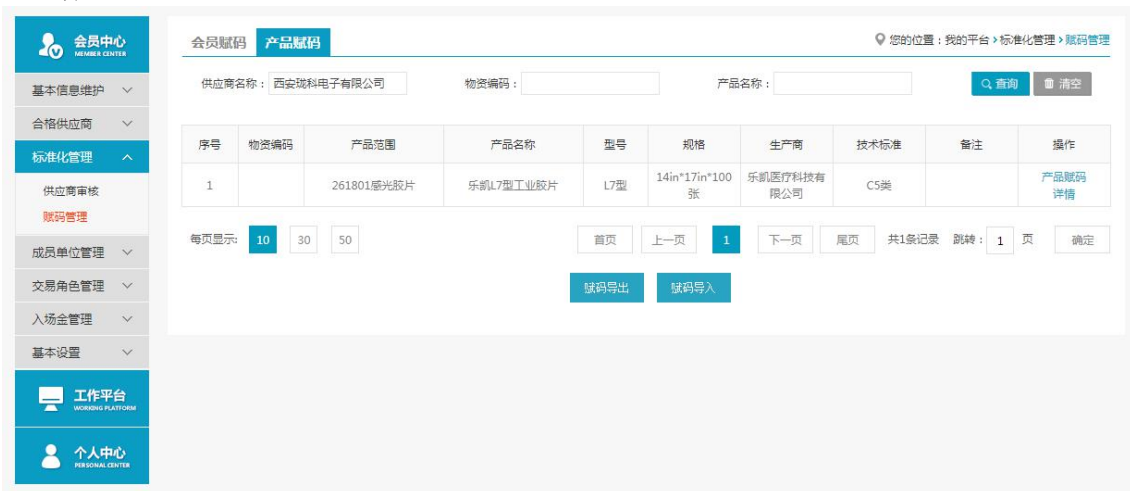 会员中心
MEMBER CENTER
基本信息维护
合格供应商
标准化管理
供应商审核
赋码管理
成员单位管理
交易角色管理
入场金管理
基本设置
工作平台
WORKING PLATFORM
个人中心
PERSONAL CENTER
会员赋码 产品赋码
您的位置：我的平台›标准化管理›赋码管理
供应商名称： 西安珑科电子有限公司 物资编码： 产品名称： 查询 清空
序号 物资编码 产品范围 产品名称 型号 规格 生产商 技术标准 备注 操作
1 261801感光胶片 乐凯L7型工业胶片 L7型 14in*17in*100 乐凯医疗科技有 C5类 产品赋码
张 限公司 详情
每页显示: 10 30 50 首页 上一页 1 下一页 尾页 共1条记录 跳转： 1 页 确定
赋码导出 赋码导入